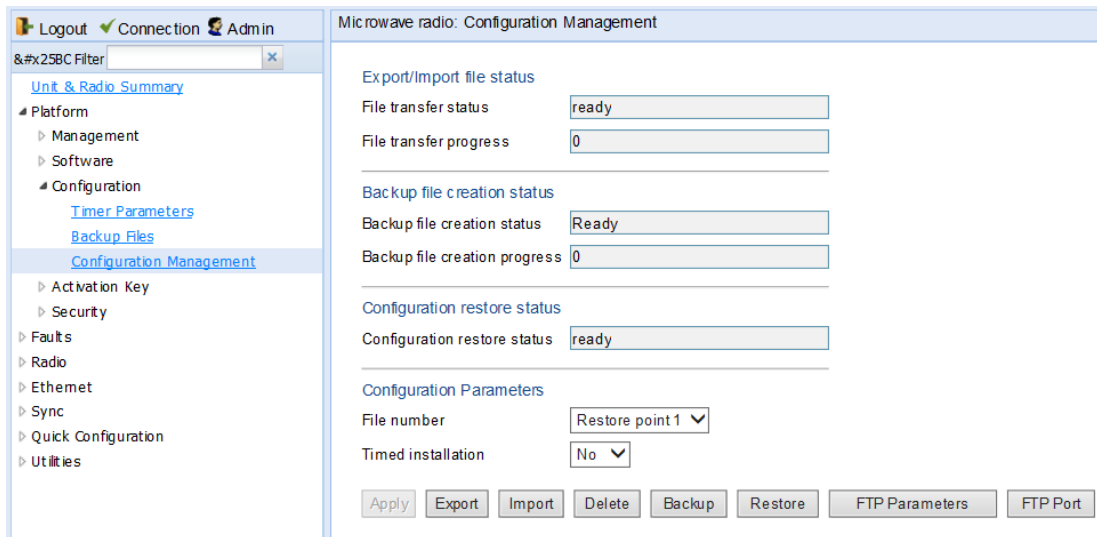 Logout Connection Admin
&#x25BC Filter
Unit & Radio Summary
Platform
Management
Software
Configuration
Timer Parameters
Backup Files
Configuration Management
Activation Key
Security
Faults
Radio
Ethernet
Sync
Quick Configuration
Utilities
Microwave radio: Configuration Management
Export/Import file status
File transfer status ready
File transfer progress 0
Backup file creation status
Backup file creation status Ready
Backup file creation progress 0
Configuration restore status
Configuration restore status ready
Configuration Parameters
File number Restore point 1
Timed installation No
Apply Export Import Delete Backup Restore FTP Parameters FTP Port